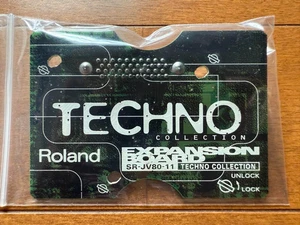 TECHNO
COLLECTION
Roland
EXPANSION
BOARD
SR-JV80-11 TECHNO COLLECTION
UNLOCK
LOCK